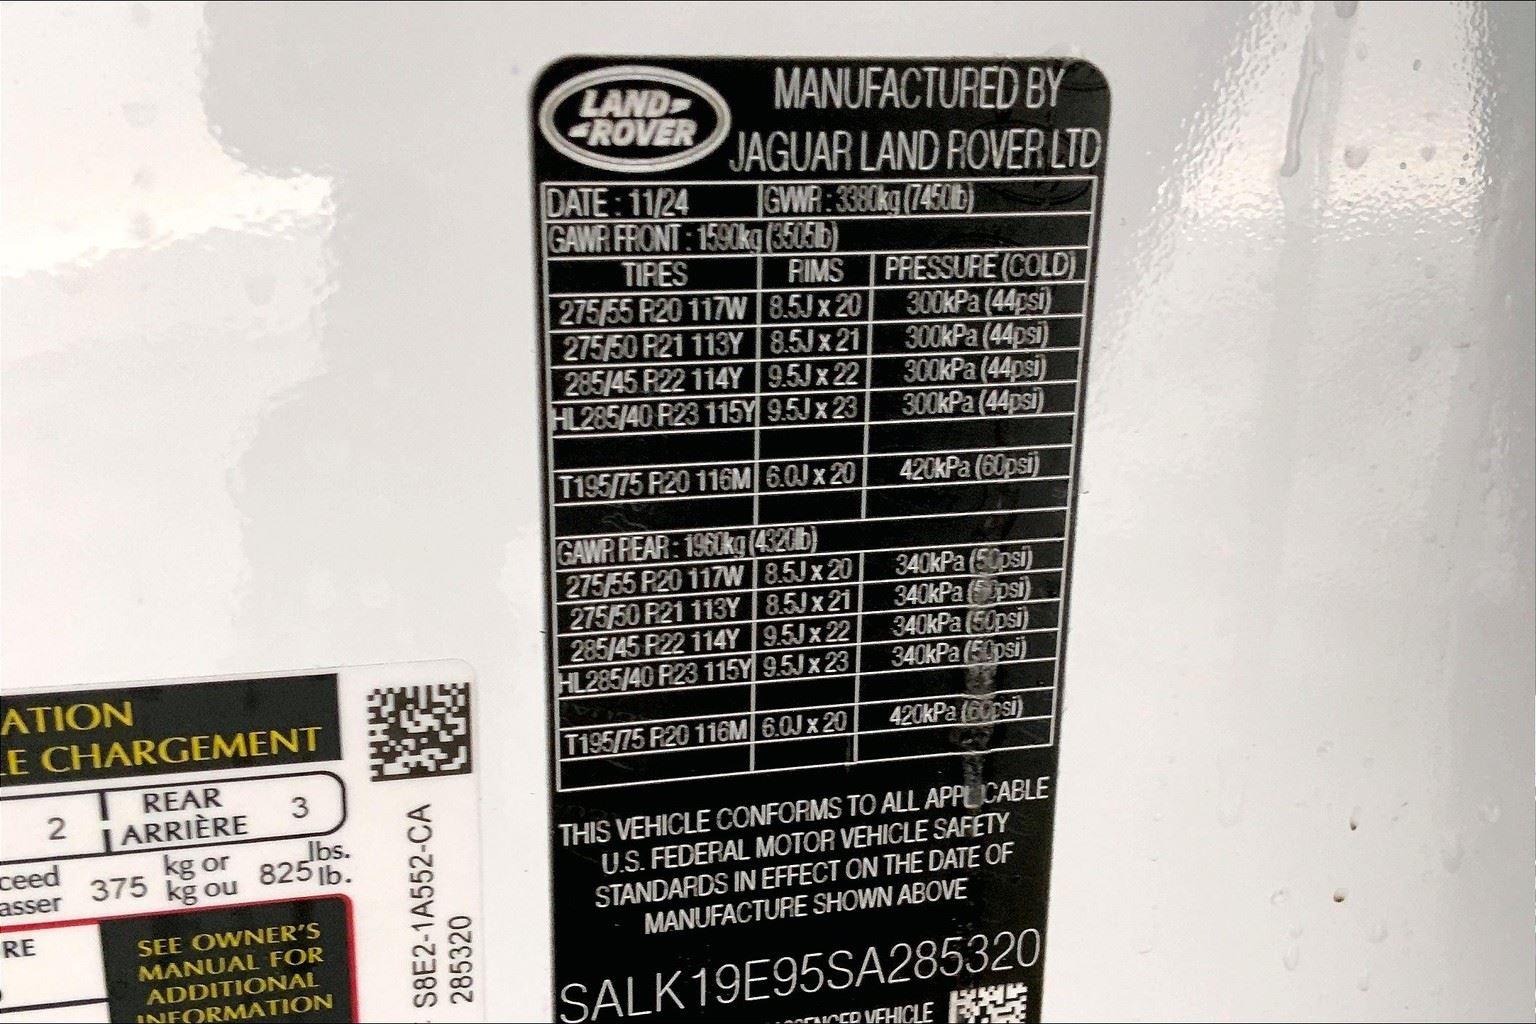 LAND
ROVER
MANUFACTURED BY
JAGUAR LAND ROVER LTD
DATE : 11/24 GVWR : 3380kg (7450lb)
GAWR FRONT : 1590kg (3505lb)
TIRES RIMS PRESSURE (COLD)
275/55 R20 117W 8.5J x 20 300kPa (44psi)
275/50 R21 113Y 8.5J x 21 300kPa (44psi)
285/45 R22 114Y 9.5J x 22 300kPa (44psi)
HL285/40 R23 115Y 9.5J x 23 300kPa (44psi)
T195/75 R20 116M 6.0J x 20 420kPa (60psi)
GAWR REAR : 1960kg (4320lb)
275/55 R20 117W 8.5J x 20 340kPa (50psi)
275/50 R21 113Y 8.5J x 21 340kPa (50psi)
285/45 R22 114Y 9.5J x 22 340kPa (50psi)
HL285/40 R23 115Y 9.5J x 23 340kPa (50psi)
T195/75 R20 116M 6.0J x 20 420kPa (60psi)
THIS VEHICLE CONFORMS TO ALL APPLICABLE
U.S. FEDERAL MOTOR VEHICLE SAFETY
STANDARDS IN EFFECT ON THE DATE OF
MANUFACTURE SHOWN ABOVE
SALK19E95SA285320
PASSENGER VEHICLE
ATION
LE CHARGEMENT
2 REAR 3
ARRIÈRE
ceed 375 kg or 825 lbs.
asser kg ou lb.
RE
SEE OWNER'S
MANUAL FOR
ADDITIONAL
INFORMATION
S8E2-1A552-CA
285320